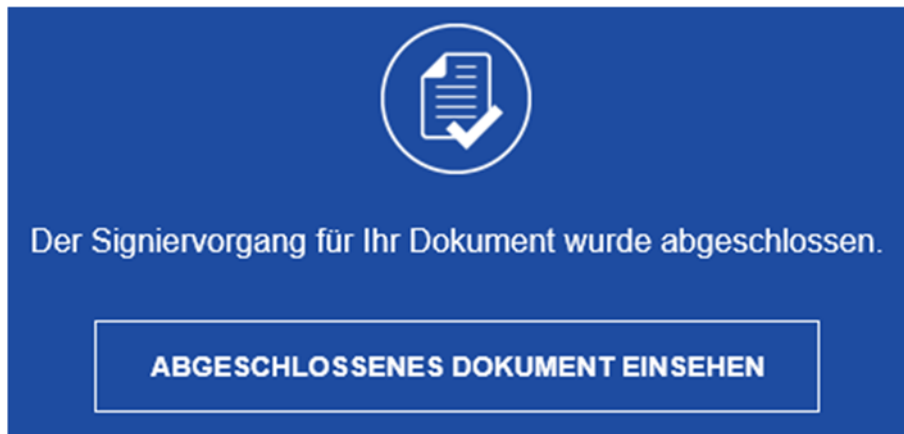 Der Signiervorgang für Ihr Dokument wurde abgeschlossen.
ABGESCHLOSSENES DOKUMENT EINSEHEN